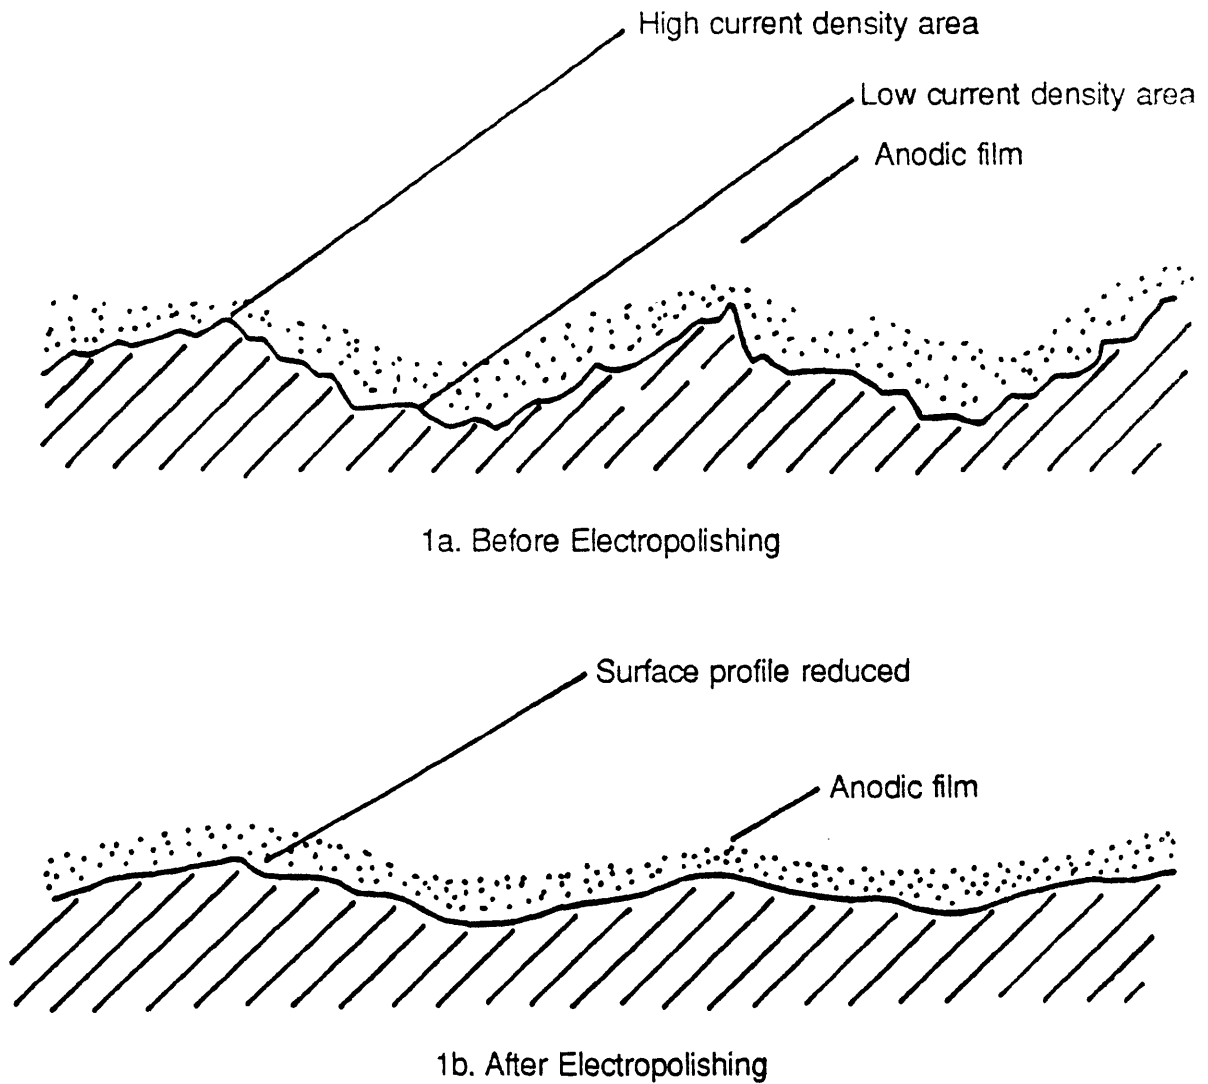 High current density area
Low current density area
Anodic film
1a. Before Electropolishing
Surface profile reduced
Anodic film
1b. After Electropolishing